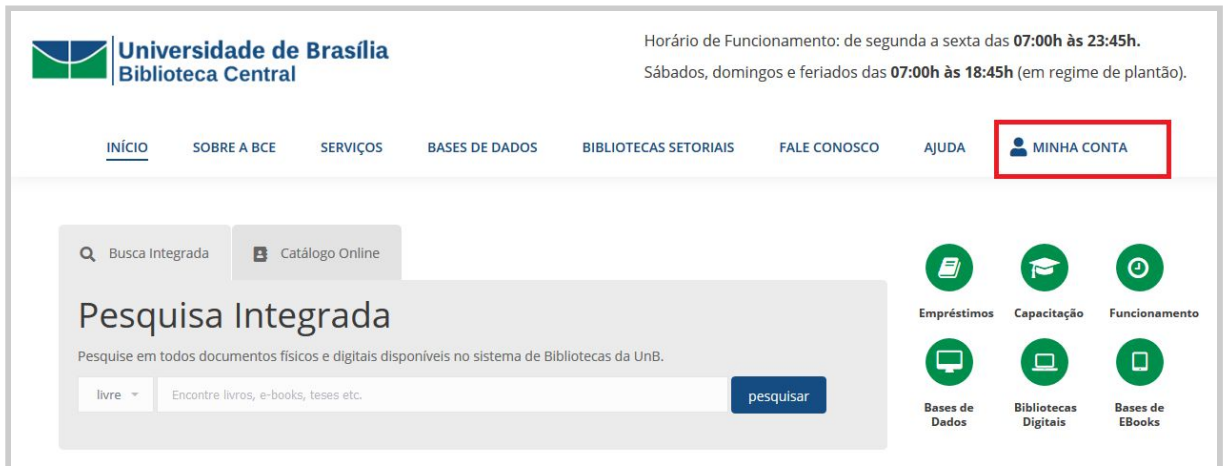 Universidade de Brasília
Biblioteca Central
Horário de Funcionamento: de segunda a sexta das 07:00h às 23:45h.
Sábados, domingos e feriados das 07:00h às 18:45h (em regime de plantão).
INÍCIO SOBRE A BCE SERVIÇOS BASES DE DADOS BIBLIOTECAS SETORIAIS FALE CONOSCO AJUDA MINHA CONTA
Busca Integrada Catálogo Online
Pesquisa Integrada
Pesquise em todos documentos físicos e digitais disponíveis no sistema de Bibliotecas da UnB.
livre Encontre livros, e-books, teses etc. pesquisar
Empréstimos Capacitação Funcionamento
Bases de Bibliotecas Bases de
Dados Digitais EBooks